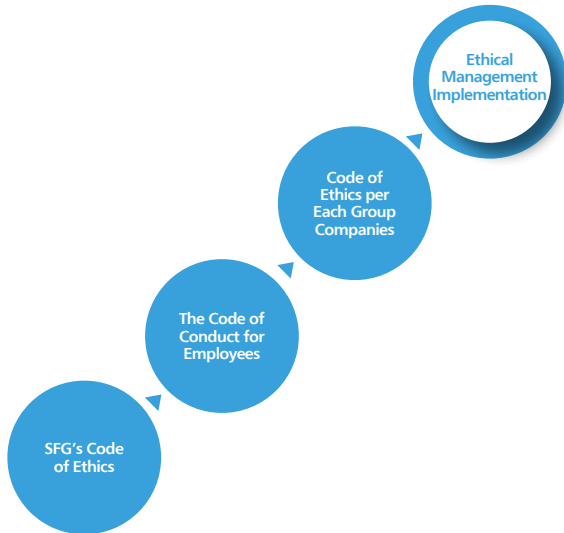 Ethical
Management
Implementation
Code of
Ethics per
Each Group
Companies
The Code of
Conduct for
Employees
SFG's Code
of Ethics